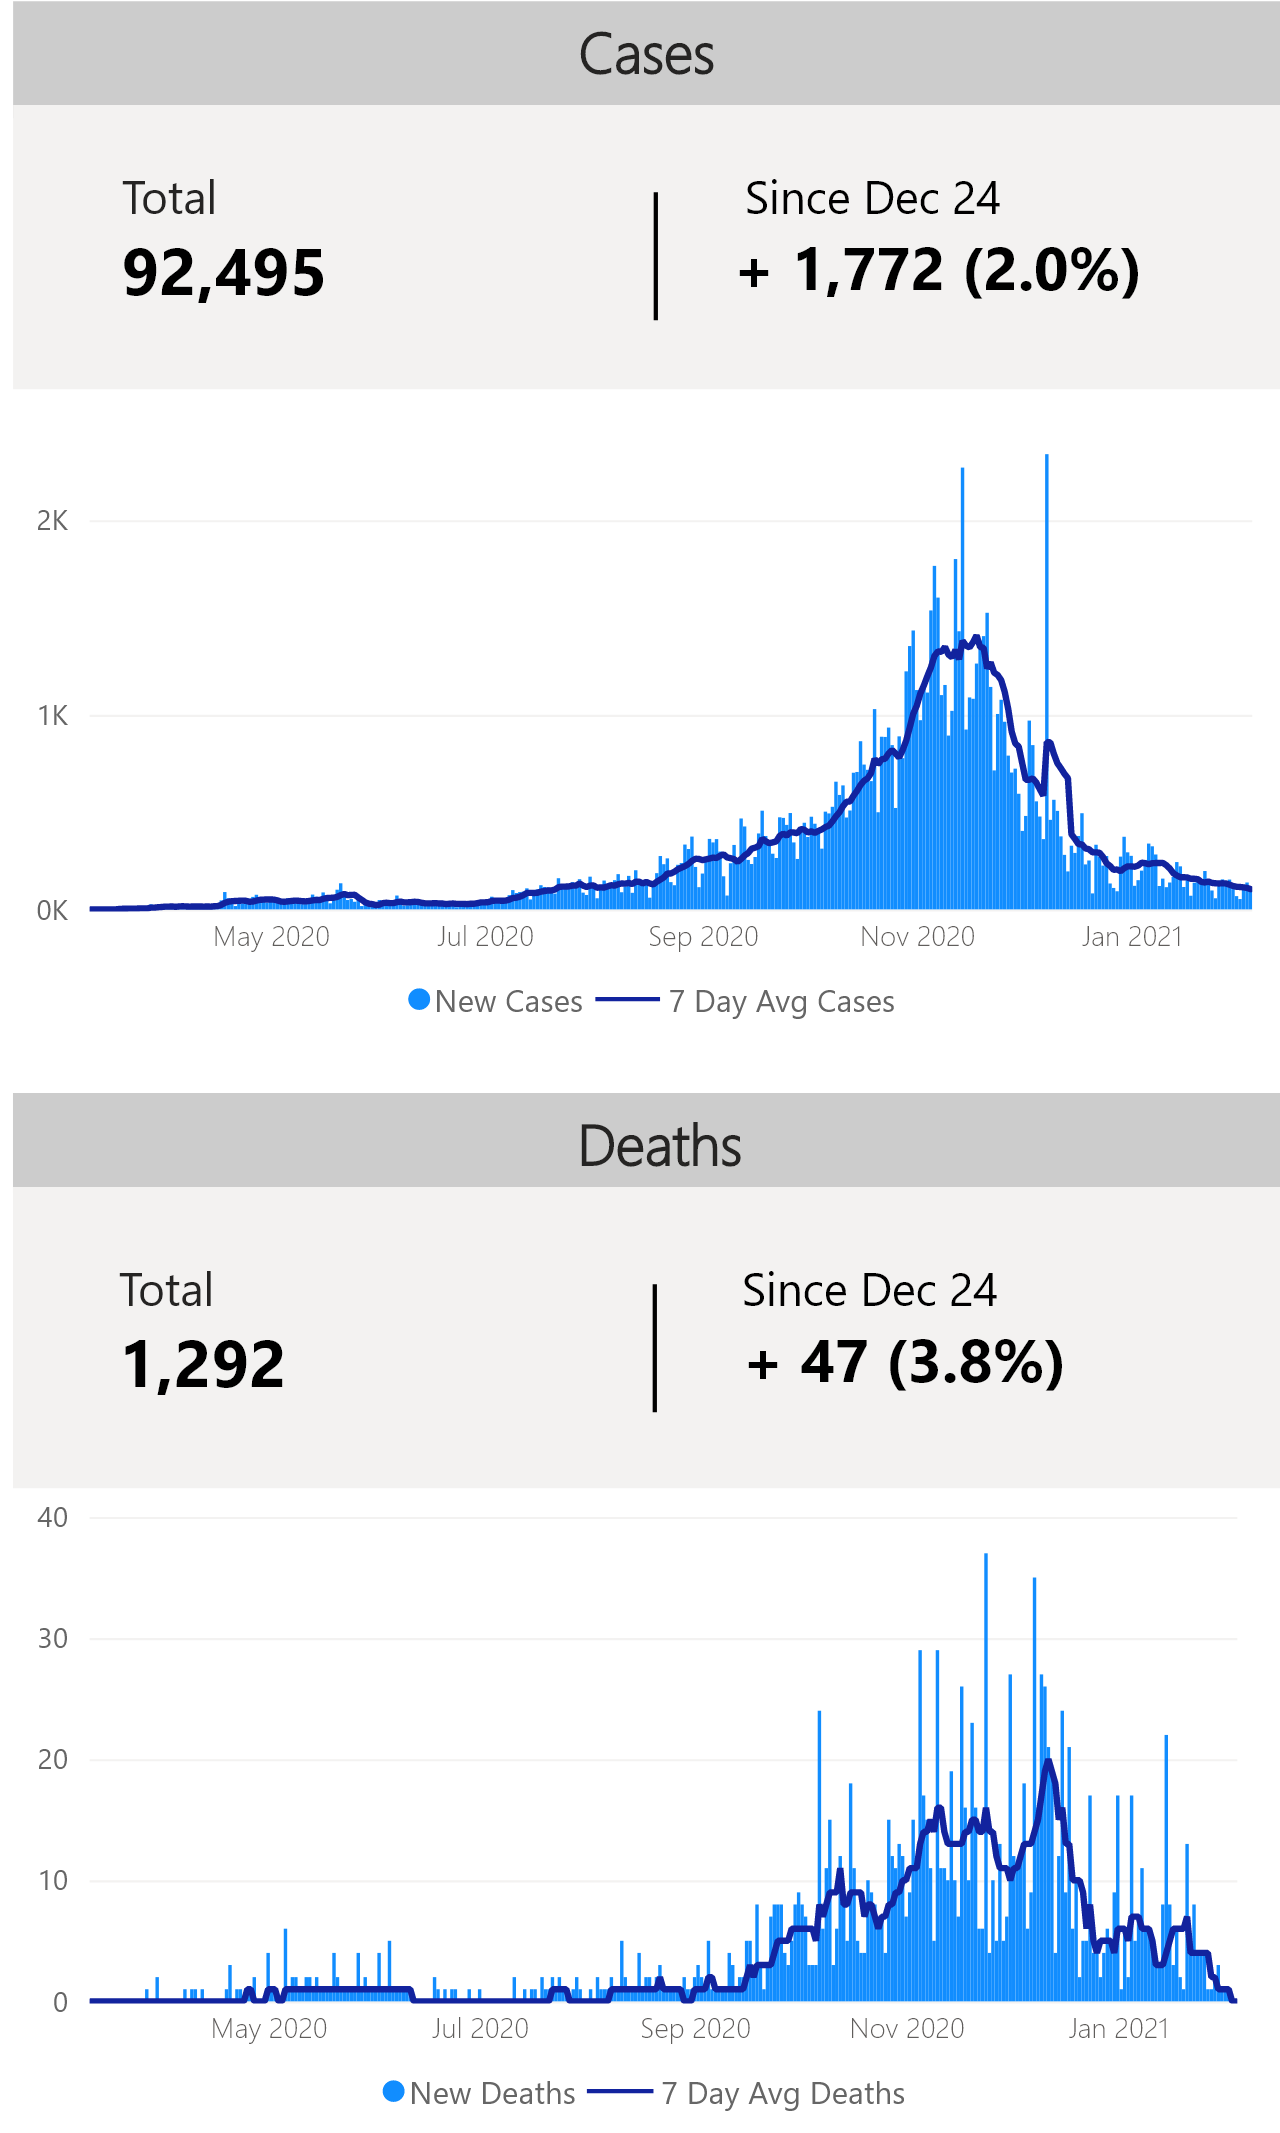 Cases
Total
92,495
Since Dec 24
+ 1,772 (2.0%)
2K
1K
0K
May 2020 Jul 2020 Sep 2020 Nov 2020 Jan 2021
New Cases 7 Day Avg Cases
Deaths
Total
1,292
Since Dec 24
+ 47 (3.8%)
40
30
20
10
0
May 2020 Jul 2020 Sep 2020 Nov 2020 Jan 2021
New Deaths 7 Day Avg Deaths